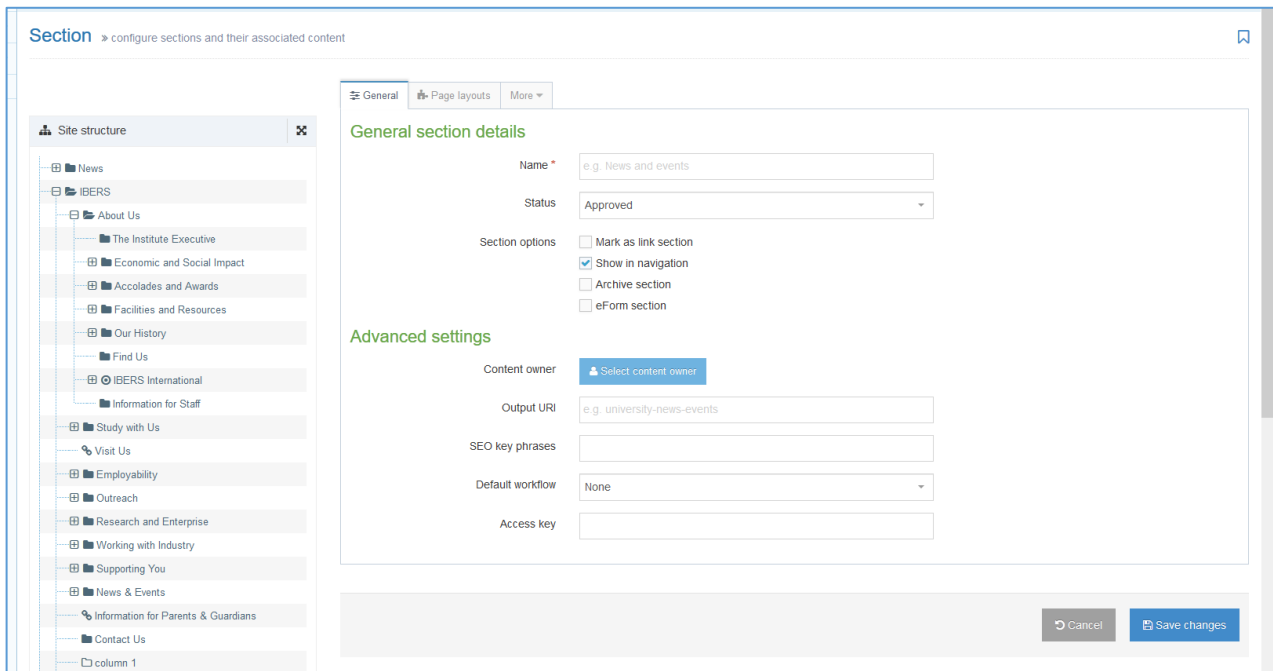 Section » configure sections and their associated content
General
Page layouts
More
Site structure
News
IBERS
About Us
The Institute Executive
Economic and Social Impact
Accolades and Awards
Facilities and Resources
Our History
Find Us
IBERS International
Information for Staff
Study with Us
Visit Us
Employability
Outreach
Research and Enterprise
Working with Industry
Supporting You
News & Events
Information for Parents & Guardians
Contact Us
column 1
General section details
Name *
e.g. News and events
Status
Approved
Section options
Mark as link section
Show in navigation
Archive section
eForm section
Advanced settings
Content owner
Select content owner
Output URI
e.g. university-news-events
SEO key phrases
Default workflow
None
Access key
Cancel
Save changes